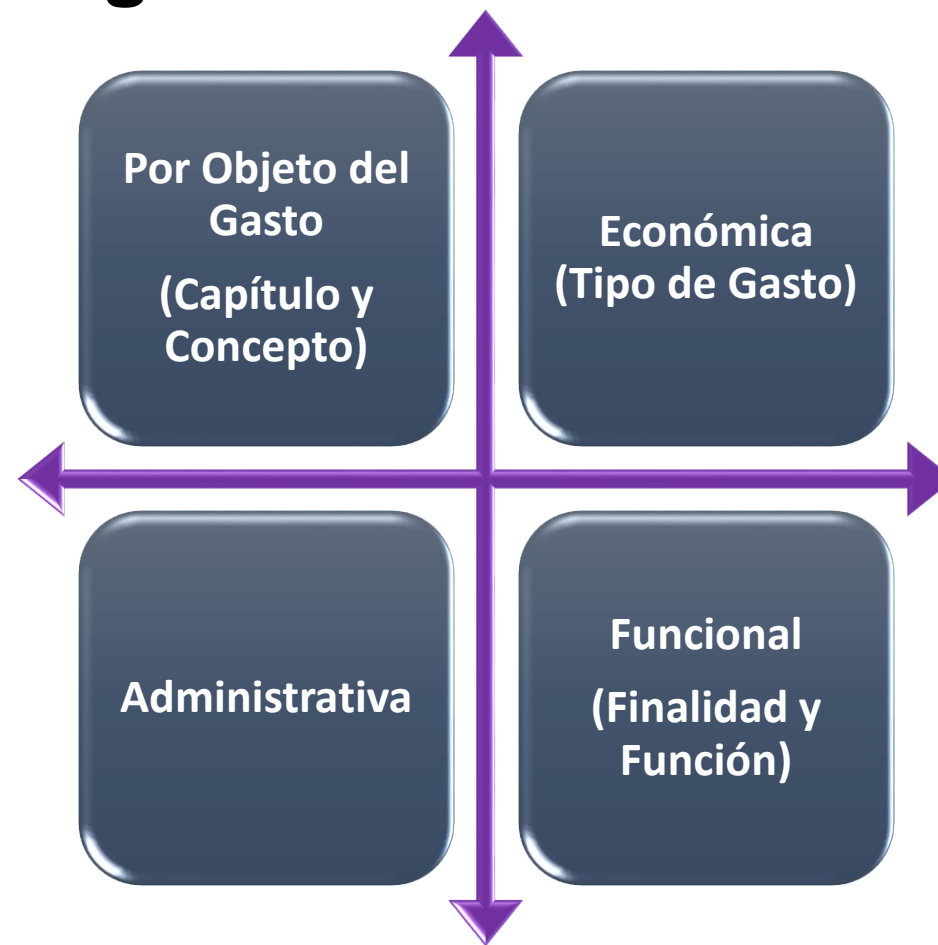 Por Objeto del
Gasto
(Capítulo y
Concepto)
Económica
(Tipo de Gasto)
Administrativa
Funcional
(Finalidad y
Función)